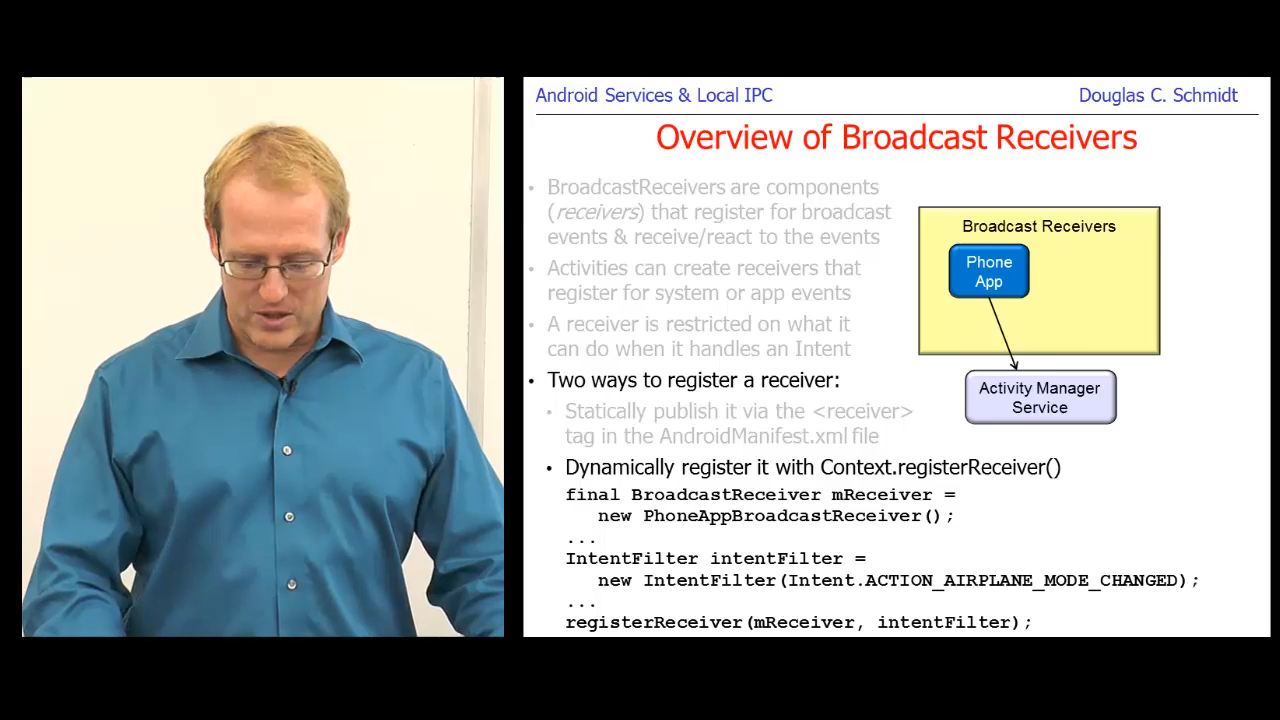 Android Services & Local IPC
Douglas C. Schmidt
Overview of Broadcast Receivers
• BroadcastReceivers are components
(receivers) that register for broadcast
events & receive/react to the events
• Activities can create receivers that
register for system or app events
• A receiver is restricted on what it
can do when it handles an Intent
• Two ways to register a receiver:
• Statically publish it via the <receiver>
tag in the AndroidManifest.xml file
• Dynamically register it with Context.registerReceiver()
final BroadcastReceiver mReceiver =
new PhoneAppBroadcastReceiver();
...
IntentFilter intentFilter =
new IntentFilter(Intent.ACTION_AIRPLANE_MODE_CHANGED);
...
registerReceiver(mReceiver, intentFilter);
Broadcast Receivers
Phone
App
Activity Manager
Service